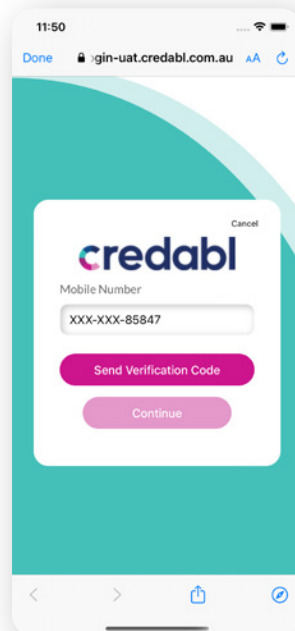 11:50
Done gin-uat.credabl.com.au AA
Cancel
credabl
Mobile Number
XXX-XXX-85847
Send Verification Code
Continue